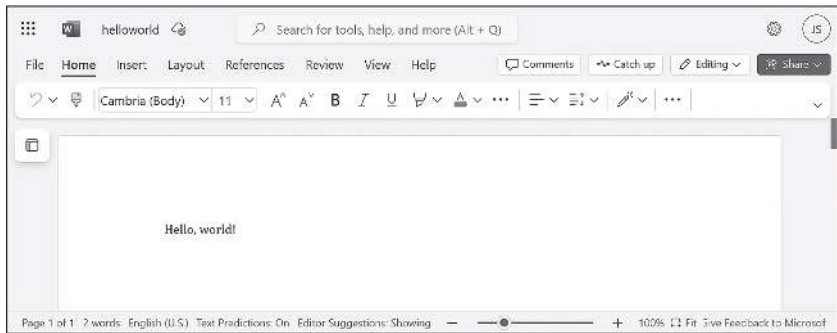 W helloworld Search for tools, help, and more (Alt + Q) JS
File Home Insert Layout References Review View Help Comments Catch up Editing Share
Cambria (Body) 11 A A B I U A
Hello, world!
Page 1 of 1 2 words English (U.S.) Text Predictions: On Editor Suggestions: Showing 100% Fit Give Feedback to Microsof